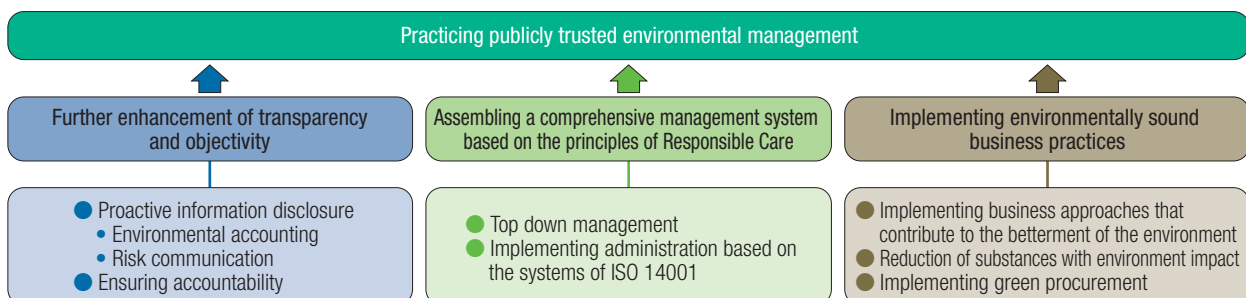 Practicing publicly trusted environmental management
Further enhancement of transparency
and objectivity
● Proactive information disclosure
• Environmental accounting
• Risk communication
● Ensuring accountability
Assembling a comprehensive management system
based on the principles of Responsible Care
● Top down management
● Implementing administration based on
the systems of ISO 14001
Implementing environmentally sound
business practices
● Implementing business approaches that
contribute to the betterment of the environment
● Reduction of substances with environment impact
● Implementing green procurement